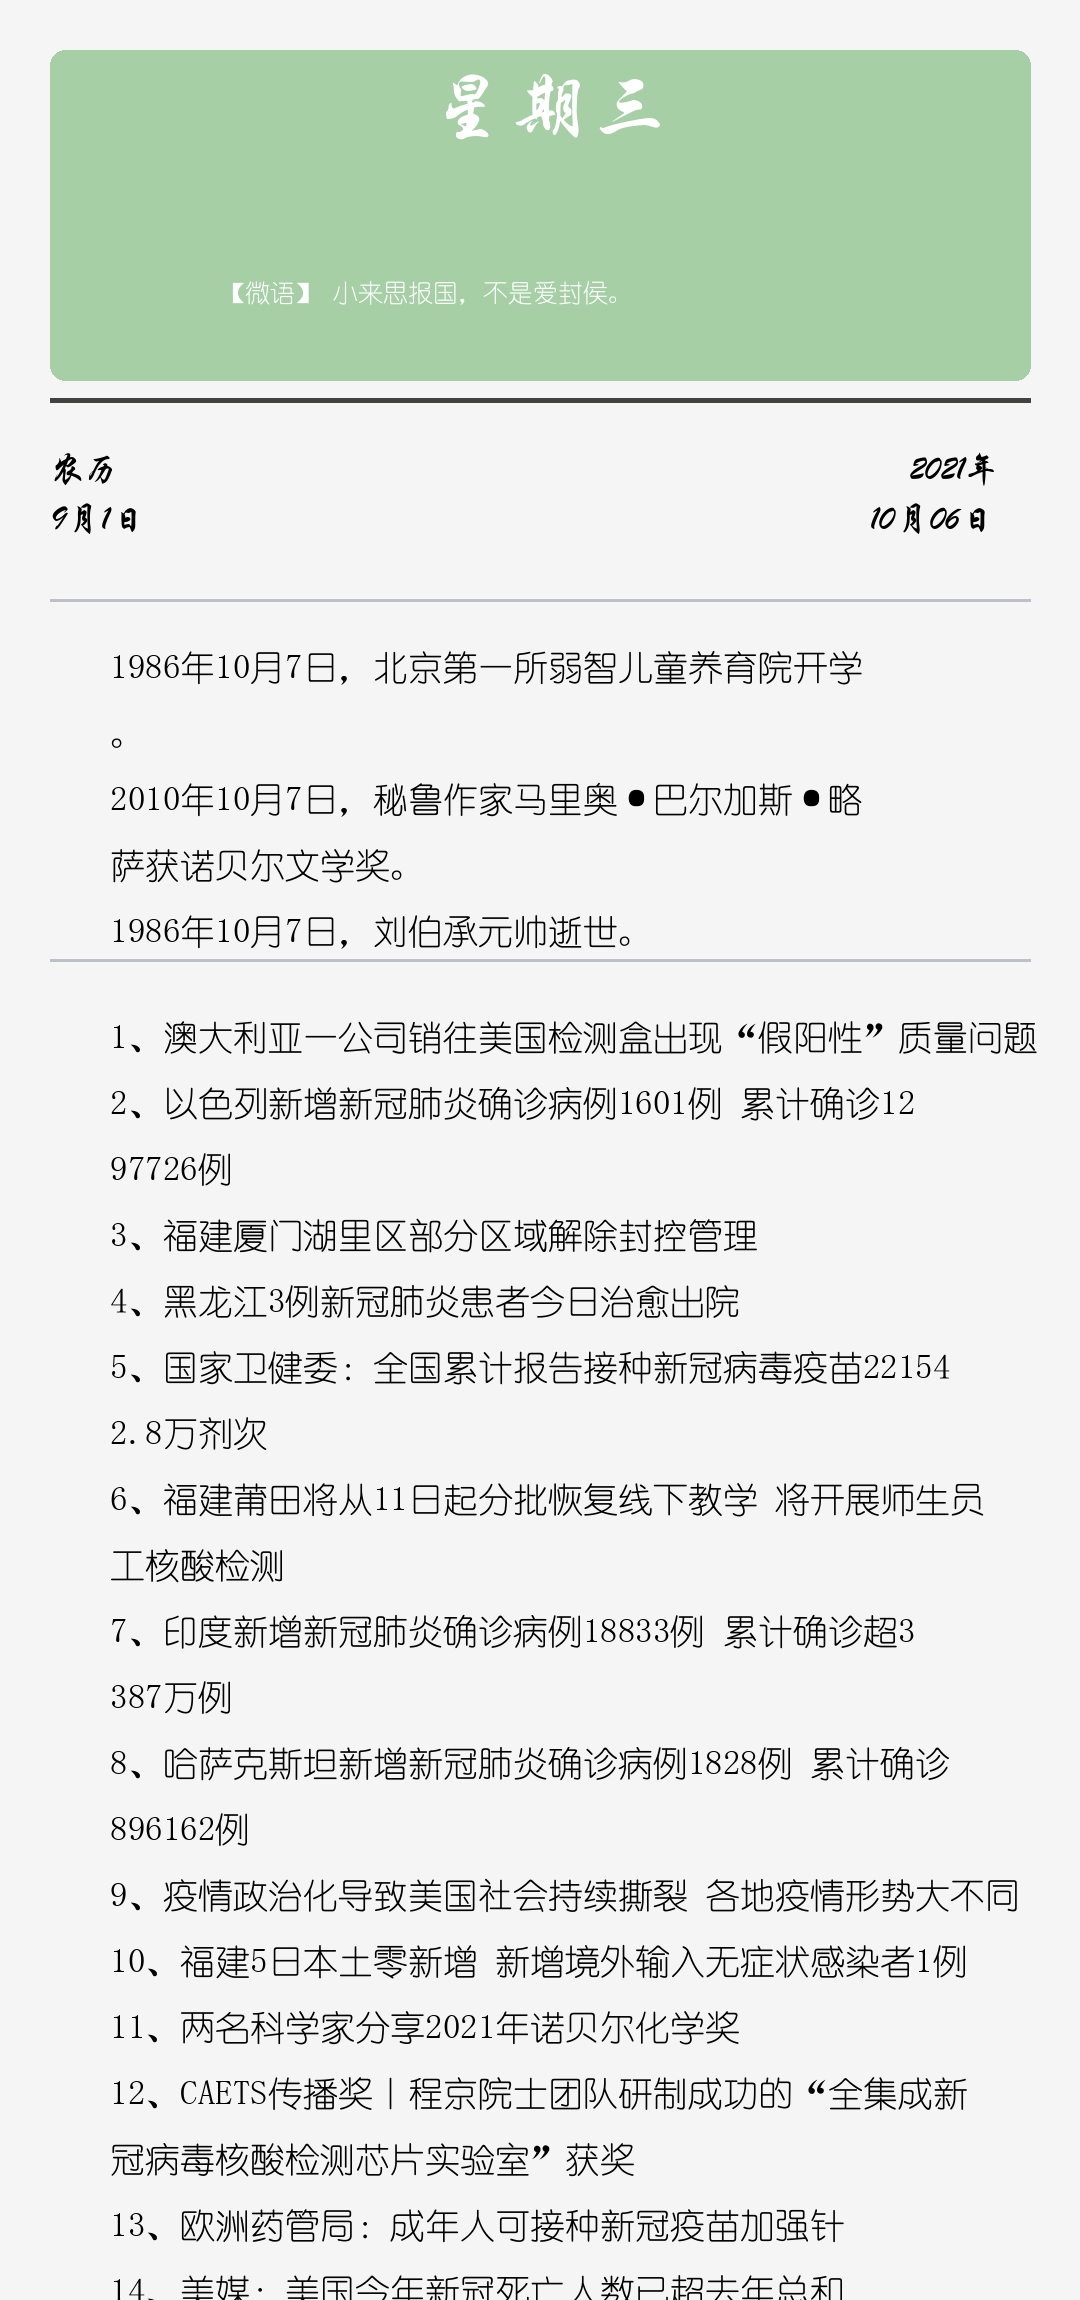 星期三
【微语】 小来思报国，不是爱封侯。
农历
2021年
9月1日
10月06日
1986年10月7日，北京第一所弱智儿童养育院开学
。
2010年10月7日，秘鲁作家马里奥•巴尔加斯•略
萨获诺贝尔文学奖。
1986年10月7日，刘伯承元帅逝世。
1、澳大利亚一公司销往美国检测盒出现“假阳性”质量问题
2、以色列新增新冠肺炎确诊病例1601例 累计确诊12
97726例
3、福建厦门湖里区部分区域解除封控管理
4、黑龙江3例新冠肺炎患者今日治愈出院
5、国家卫健委：全国累计报告接种新冠病毒疫苗22154
2.8万剂次
6、福建莆田将从11日起分批恢复线下教学 将开展师生员
工核酸检测
7、印度新增新冠肺炎确诊病例18833例 累计确诊超3
387万例
8、哈萨克斯坦新增新冠肺炎确诊病例1828例 累计确诊
896162例
9、疫情政治化导致美国社会持续撕裂 各地疫情形势大不同
10、福建5日本土零新增 新增境外输入无症状感染者1例
11、两名科学家分享2021年诺贝尔化学奖
12、CAETS传播奖丨程京院士团队研制成功的“全集成新
冠病毒核酸检测芯片实验室”获奖
13、欧洲药管局：成年人可接种新冠疫苗加强针
14、美媒：美国今年新冠死亡人数已超去年总和